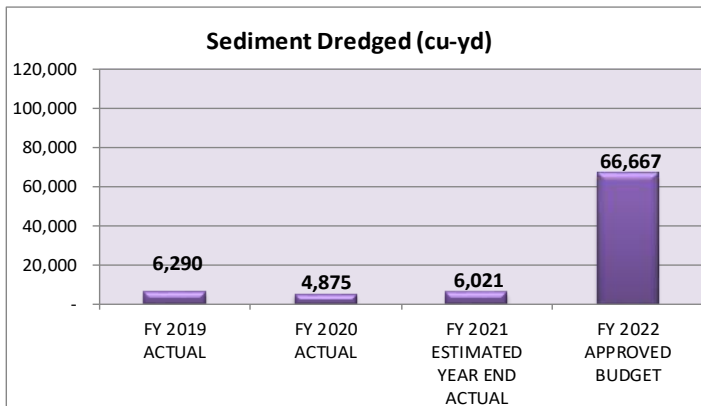 Sediment Dredged (cu-yd)
120,000
100,000
80,000
60,000
40,000
20,000
-
6,290
4,875
6,021
66,667
FY 2019
ACTUAL
FY 2020
ACTUAL
FY 2021
ESTIMATED
YEAR END
ACTUAL
FY 2022
APPROVED
BUDGET